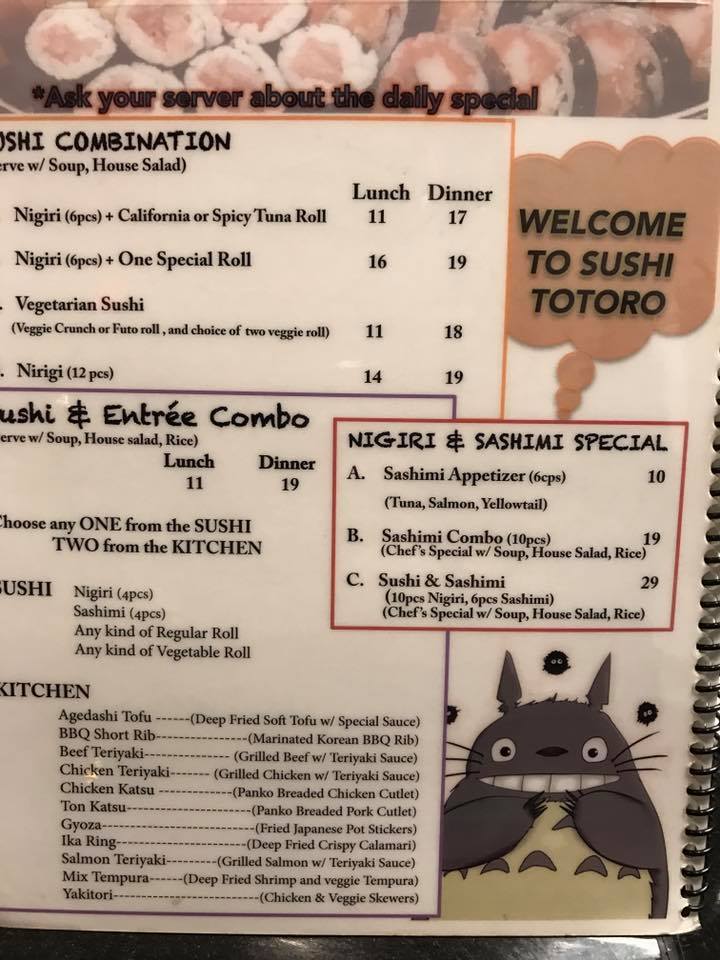 *Ask your server about the daily special
USHI COMBINATION
erve w/ Soup, House Salad)
Lunch Dinner
Nigiri (6pcs) + California or Spicy Tuna Roll 11 17
Nigiri (6pcs) + One Special Roll 16 19
. Vegetarian Sushi
(Veggie Crunch or Futo roll , and choice of two veggie roll) 11 18
. Nirigi (12 pcs) 14 19
WELCOME
TO SUSHI
TOTORO
ushi & Entrée Combo
erve w/ Soup, House salad, Rice)
Lunch Dinner
11 19
hoose any ONE from the SUSHI
TWO from the KITCHEN
USHI Nigiri (4pcs)
Sashimi (4pcs)
Any kind of Regular Roll
Any kind of Vegetable Roll
KITCHEN
Agedashi Tofu ------(Deep Fried Soft Tofu w/ Special Sauce)
BBQ Short Rib----------------(Marinated Korean BBQ Rib)
Beef Teriyaki--------------- (Grilled Beef w/ Teriyaki Sauce)
Chicken Teriyaki------- (Grilled Chicken w/ Teriyaki Sauce)
Chicken Katsu -------------(Panko Breaded Chicken Cutlet)
Ton Katsu---------------------(Panko Breaded Pork Cutlet)
Gyoza--------------------------(Fried Japanese Pot Stickers)
Ika Ring----------------------(Deep Fried Crispy Calamari)
Salmon Teriyaki---------(Grilled Salmon w/ Teriyaki Sauce)
Mix Tempura------(Deep Fried Shrimp and veggie Tempura)
Yakitori-------------------------(Chicken & Veggie Skewers)
NIGIRI & SASHIMI SPECIAL
A. Sashimi Appetizer (6cps) 10
(Tuna, Salmon, Yellowtail)
B. Sashimi Combo (10pcs) 19
(Chef's Special w/ Soup, House Salad, Rice)
C. Sushi & Sashimi 29
(10pcs Nigiri, 6pcs Sashimi)
(Chef's Special w/ Soup, House Salad, Rice)